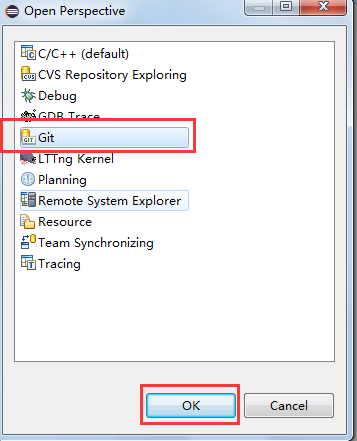 Open Perspective
C/C++ (default)
CVS Repository Exploring
Debug
GDB Trace
Git
LTTng Kernel
Planning
Remote System Explorer
Resource
Team Synchronizing
Tracing
OK
Cancel